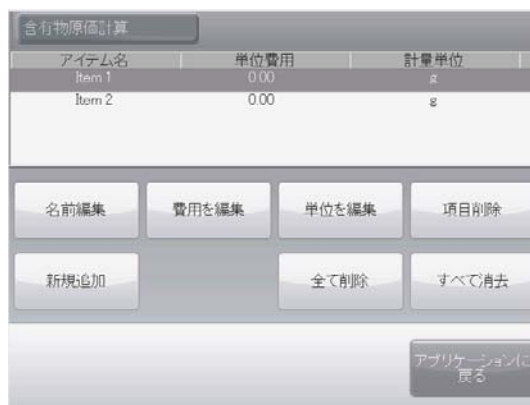 含有物原価計算
アイテム名 単位費用 計量単位
Item 1 0.00 g
Item 2 0.00 g
名前編集 費用を編集 単位を編集 項目削除
新規追加 全て削除 すべて消去
アプリケーションに
戻る